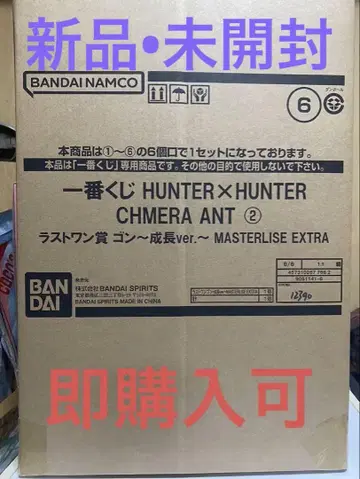 新品•未開封
BANDAI NAMCO
⑥
本商品は①～⑥の6個口で1セットになっております。
本品は「一番くじ」専用商品です。その他の目的で使用しないで下さい。
一番くじ HUNTER×HUNTER
CHMERA ANT ②
ラストワン賞 ゴン～成長ver.～ MASTERLISE EXTRA
BAN
DAI
株式会社 BANDAI SPIRITS
BANDAI SPIRITS MADE IN CHINA
6/6
12390
即購入可